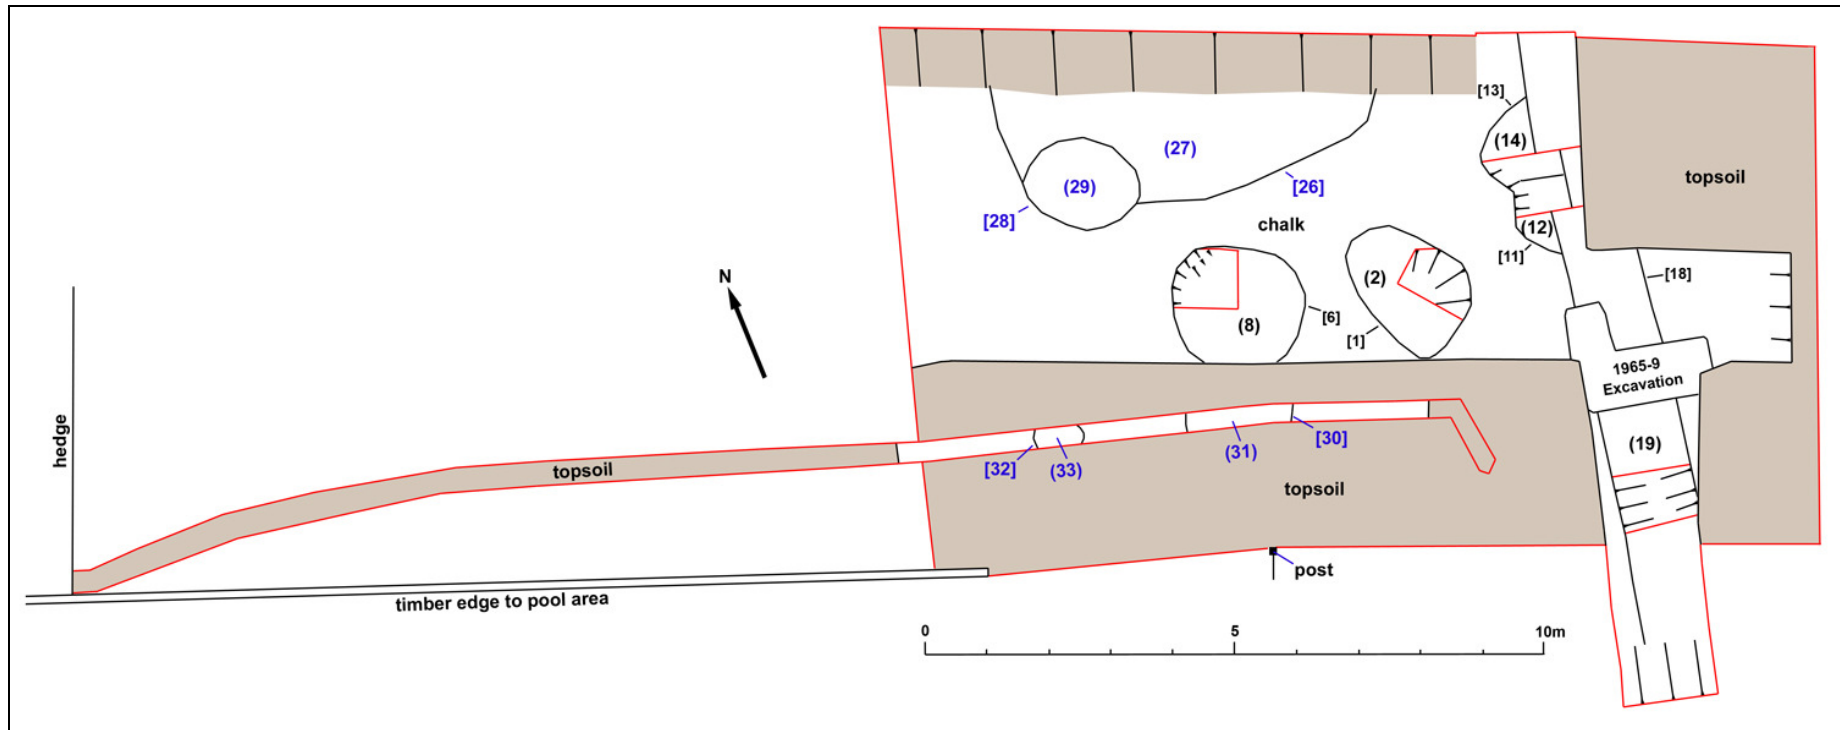 [13]
(14)
(27)
topsoil
(29)
[26]
[28]
chalk
(12)
[11]
[18]
N
(2)
(8)
[6]
[1]
1965-9
Excavation
hedge
[30]
(19)
topsoil
[32]
(33)
(31)
topsoil
post
timber edge to pool area
0
5
10m